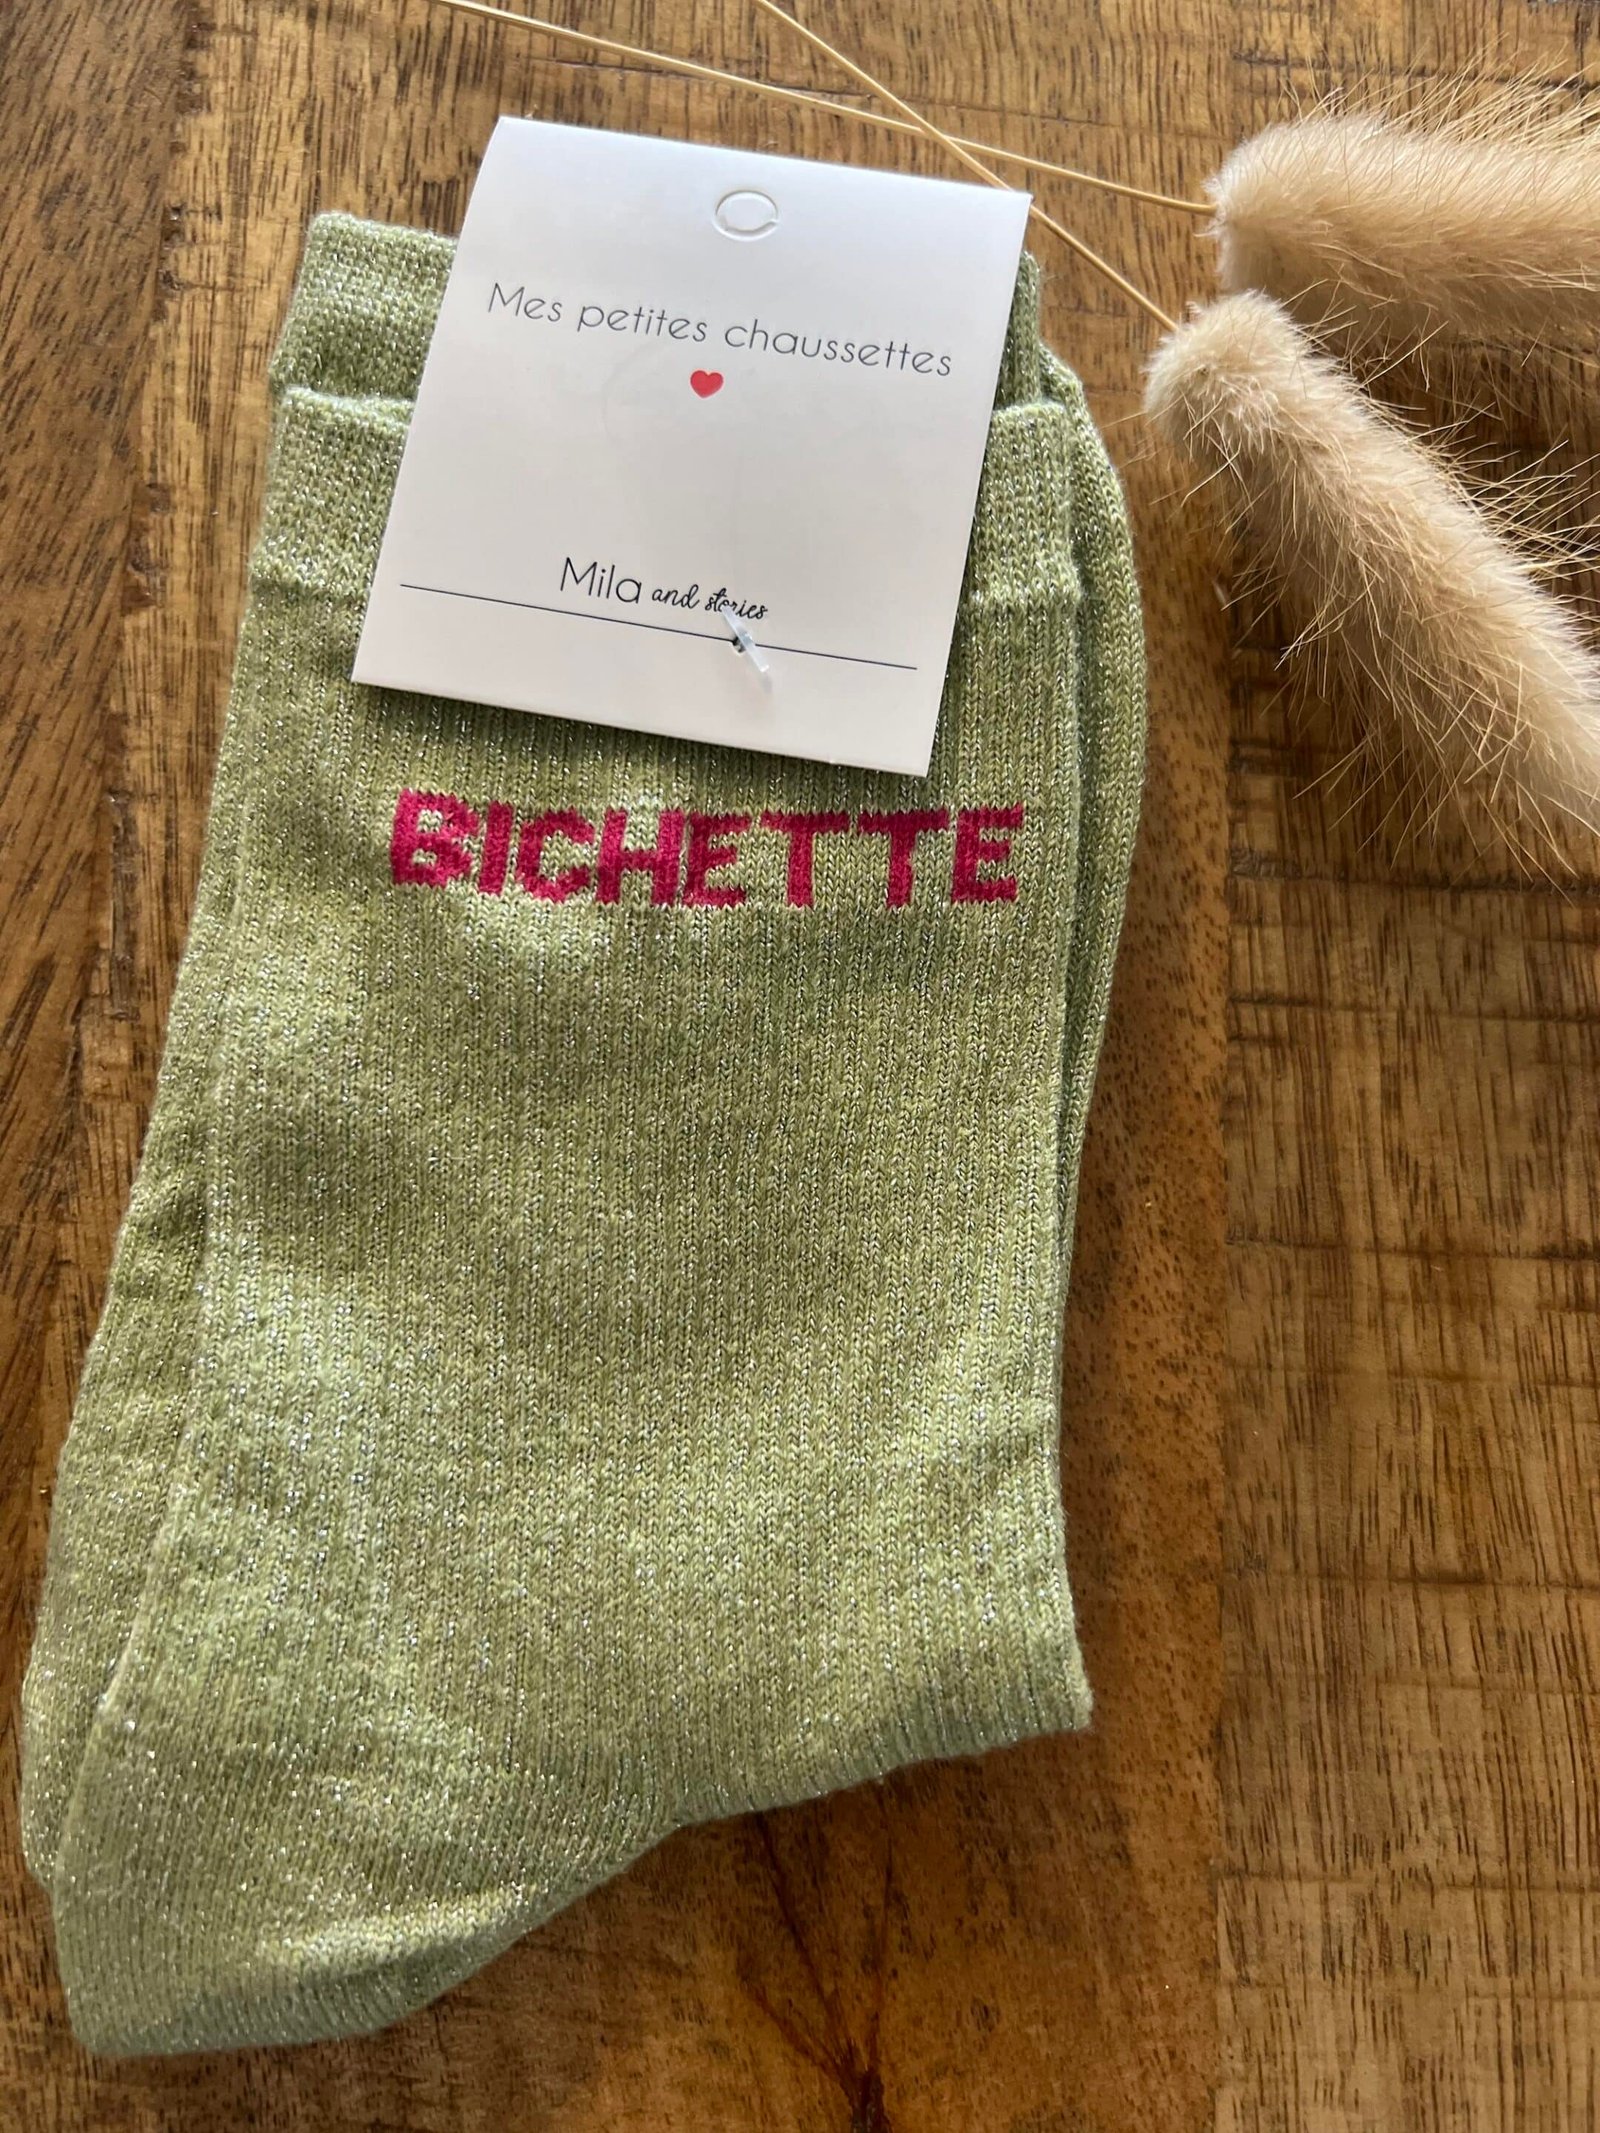 Mes petites chaussettes
Mila and stories
BICHETTE